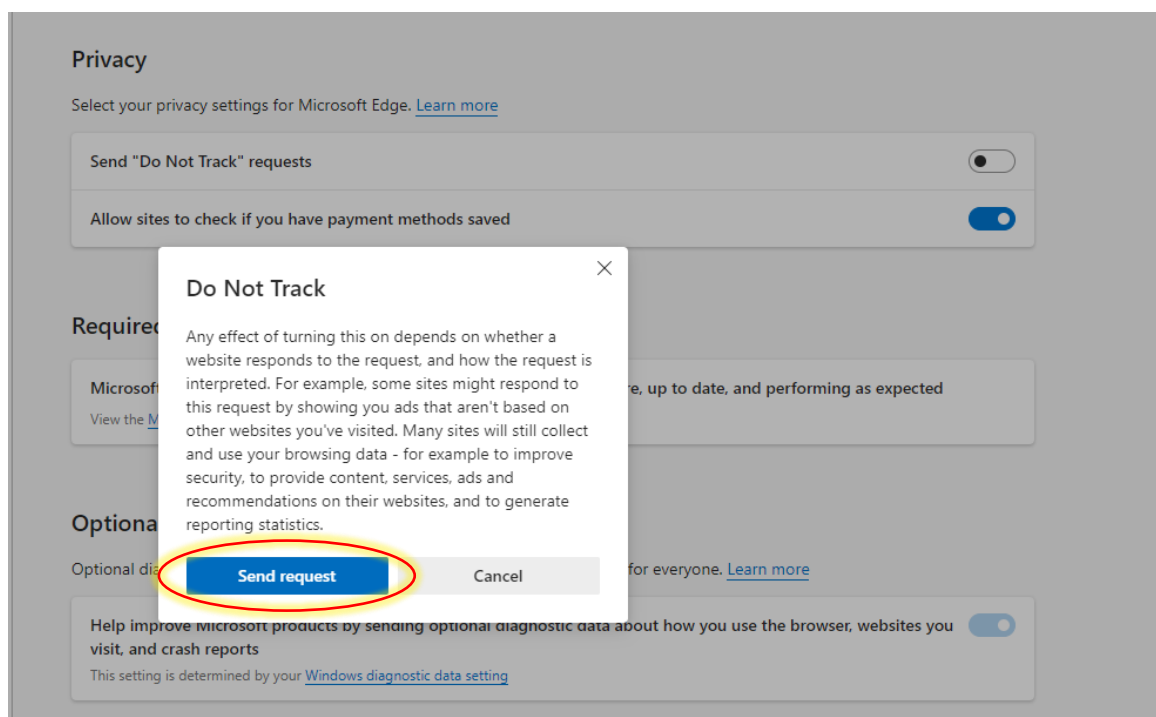 Privacy
Select your privacy settings for Microsoft Edge. Learn more
Send "Do Not Track" requests
Allow sites to check if you have payment methods saved
Do Not Track
Any effect of turning this on depends on whether a
website responds to the request, and how the request is
interpreted. For example, some sites might respond to
this request by showing you ads that aren't based on
other websites you've visited. Many sites will still collect
and use your browsing data - for example to improve
security, to provide content, services, ads and
recommendations on their websites, and to generate
reporting statistics.
Send request Cancel
Required
Microsoft
up to date, and performing as expected
View the
Optional
for everyone. Learn more
Help improve Microsoft products by sending optional diagnostic data about how you use the browser, websites you
visit, and crash reports
This setting is determined by your Windows diagnostic data setting